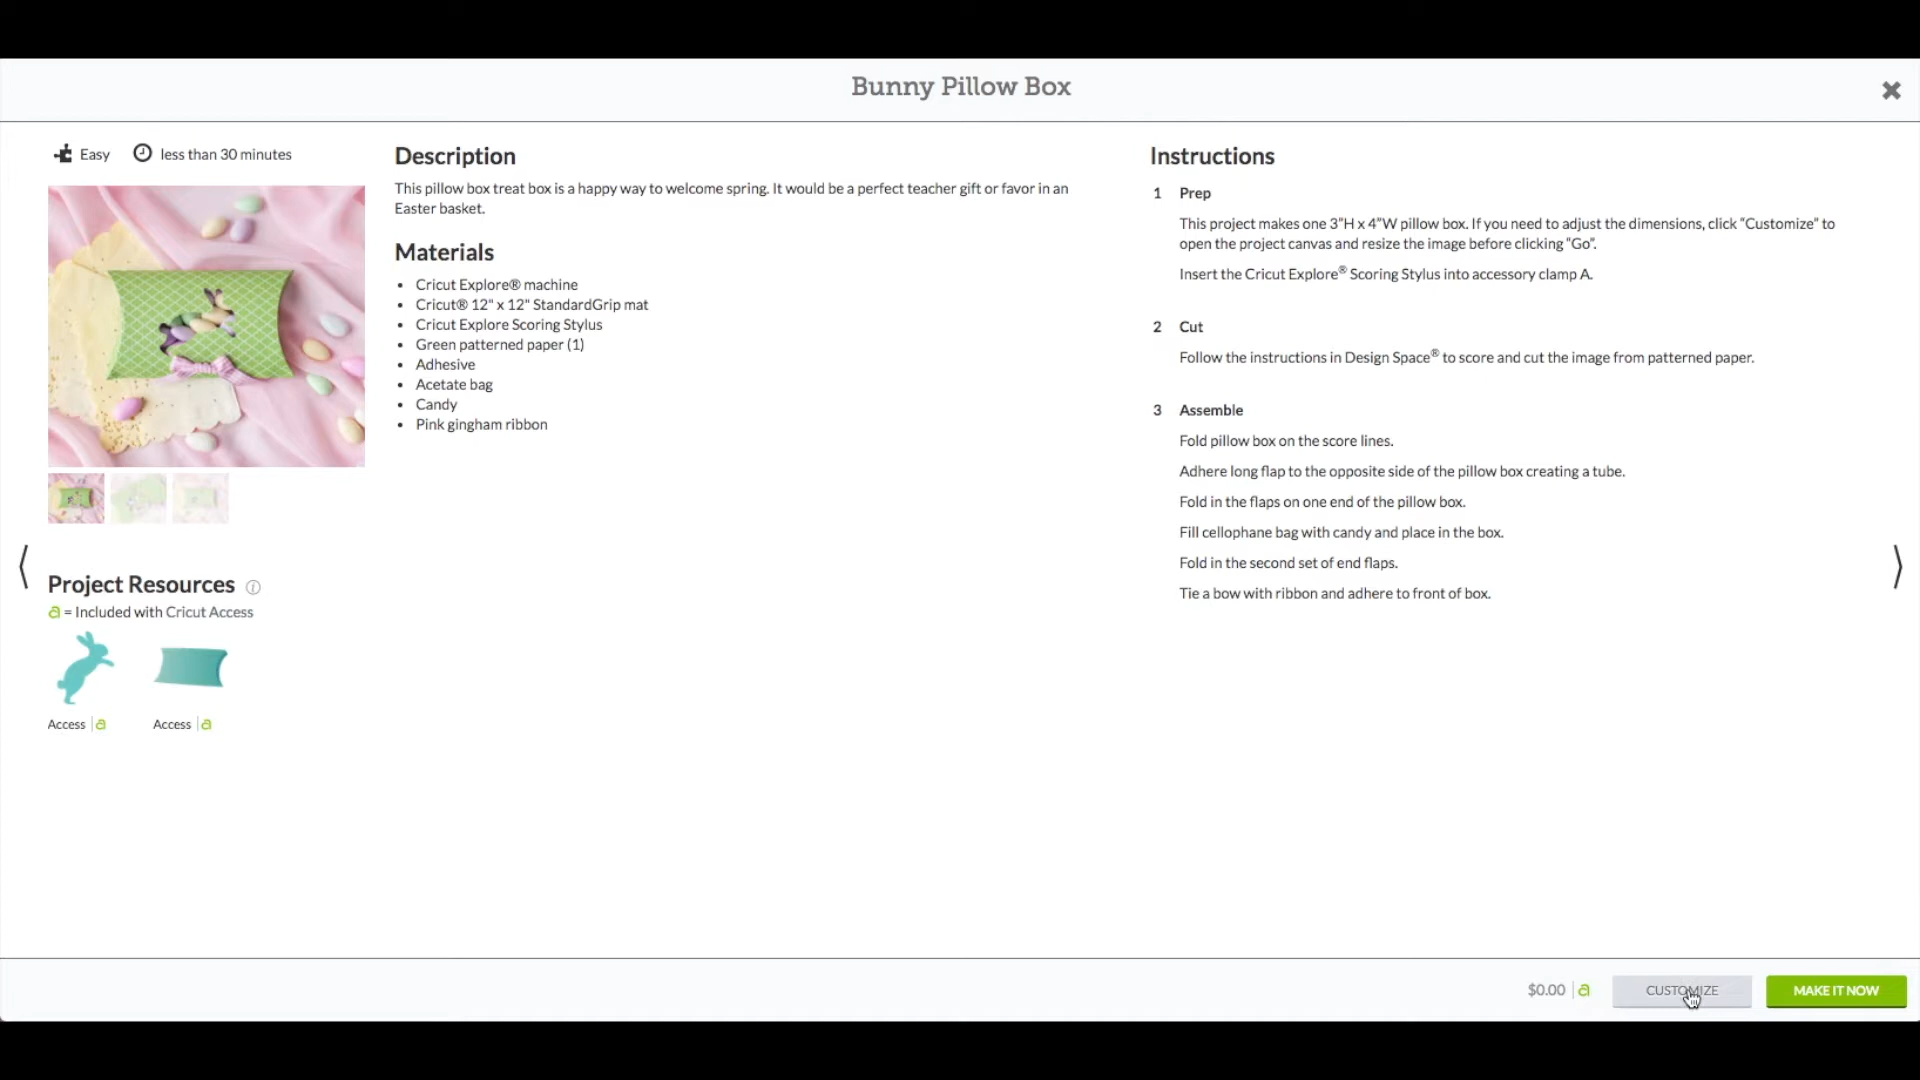 Bunny Pillow Box
Easy
less than 30 minutes
Description
This pillow box treat box is a happy way to welcome spring. It would be a perfect teacher gift or favor in an
Easter basket.
Materials
• Cricut Explore® machine
• Cricut® 12" x 12" StandardGrip mat
• Cricut Explore Scoring Stylus
• Green patterned paper (1)
• Adhesive
• Acetate bag
• Candy
• Pink gingham ribbon
Instructions
1 Prep
This project makes one 3”H x 4”W pillow box. If you need to adjust the dimensions, click “Customize” to
open the project canvas and resize the image before clicking “Go”.
Insert the Cricut Explore® Scoring Stylus into accessory clamp A.
2 Cut
Follow the instructions in Design Space® to score and cut the image from patterned paper.
3 Assemble
Fold pillow box on the score lines.
Adhere long flap to the opposite side of the pillow box creating a tube.
Fold in the flaps on one end of the pillow box.
Fill cellophane bag with candy and place in the box.
Fold in the second set of end flaps.
Tie a bow with ribbon and adhere to front of box.
Project Resources i
a = Included with Cricut Access
Access | a
Access | a
$0.00 | a
CUSTOMIZE
MAKE IT NOW